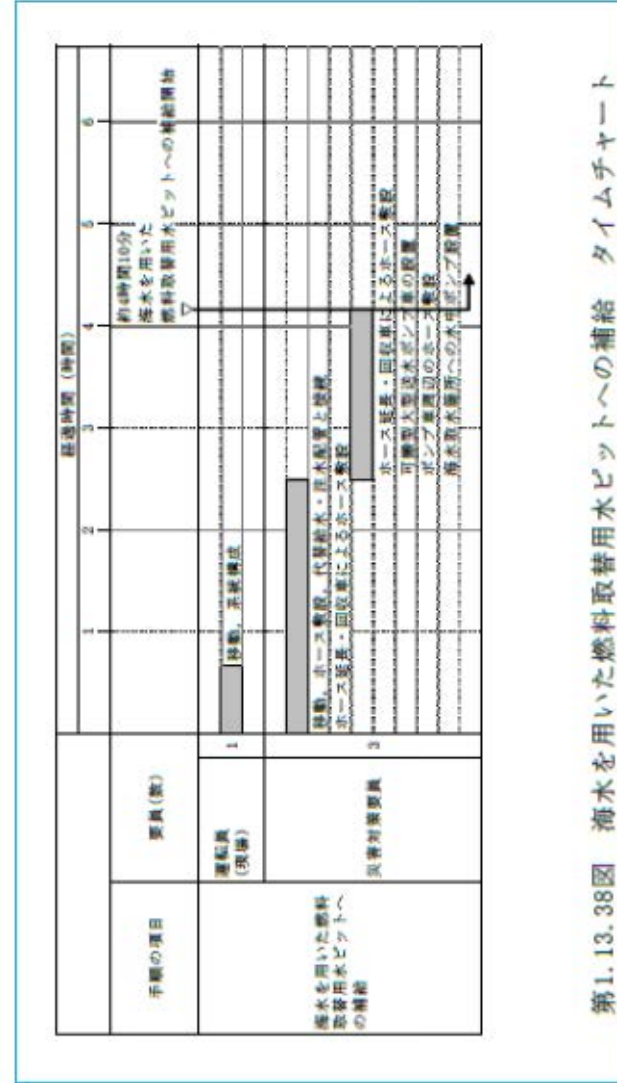 経過時間（時間）
1
2
3
4
5
6
手順の項目
要員(数)
約4時間10分
海水を用いた
燃料取替用水ピットへの補給開始
▽
海水を用いた燃料
取替用水ピットへ
の補給
運転員
(現場)
1
移動，系統構成
災害対策要員
3
移動，ホース敷設，代替給水・注水配管と接続
ホース延長・回収車によるホース敷設
ホース延長・回収車によるホース敷設
可搬型大型送水ポンプ車の設置
ポンプ車周辺のホース敷設
海水取水箇所への水中ポンプ設置
第1.13.38図　海水を用いた燃料取替用水ピットへの補給　タイムチャート